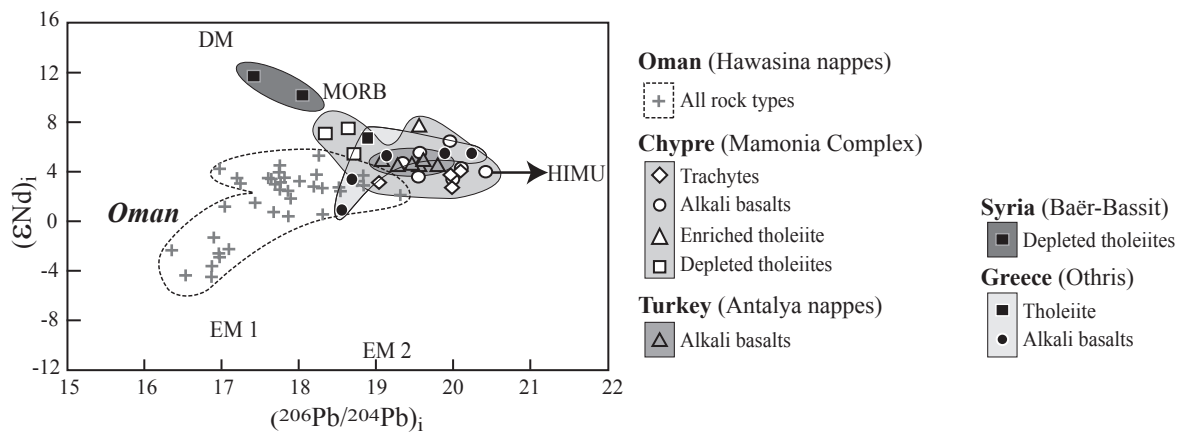 16
12
8
4
0
-4
-8
-12
(εNd)i
DM
MORB
HIMU
Oman
EM 1
EM 2
15 16 17 18 19 20 21 22
(206Pb/204Pb)i
Oman (Hawasina nappes)
All rock types
Chypre (Mamonia Complex)
Trachytes
Alkali basalts
Enriched tholeiite
Depleted tholeiites
Turkey (Antalya nappes)
Alkali basalts
Syria (Baër-Bassit)
Depleted tholeiites
Greece (Othris)
Tholeiite
Alkali basalts